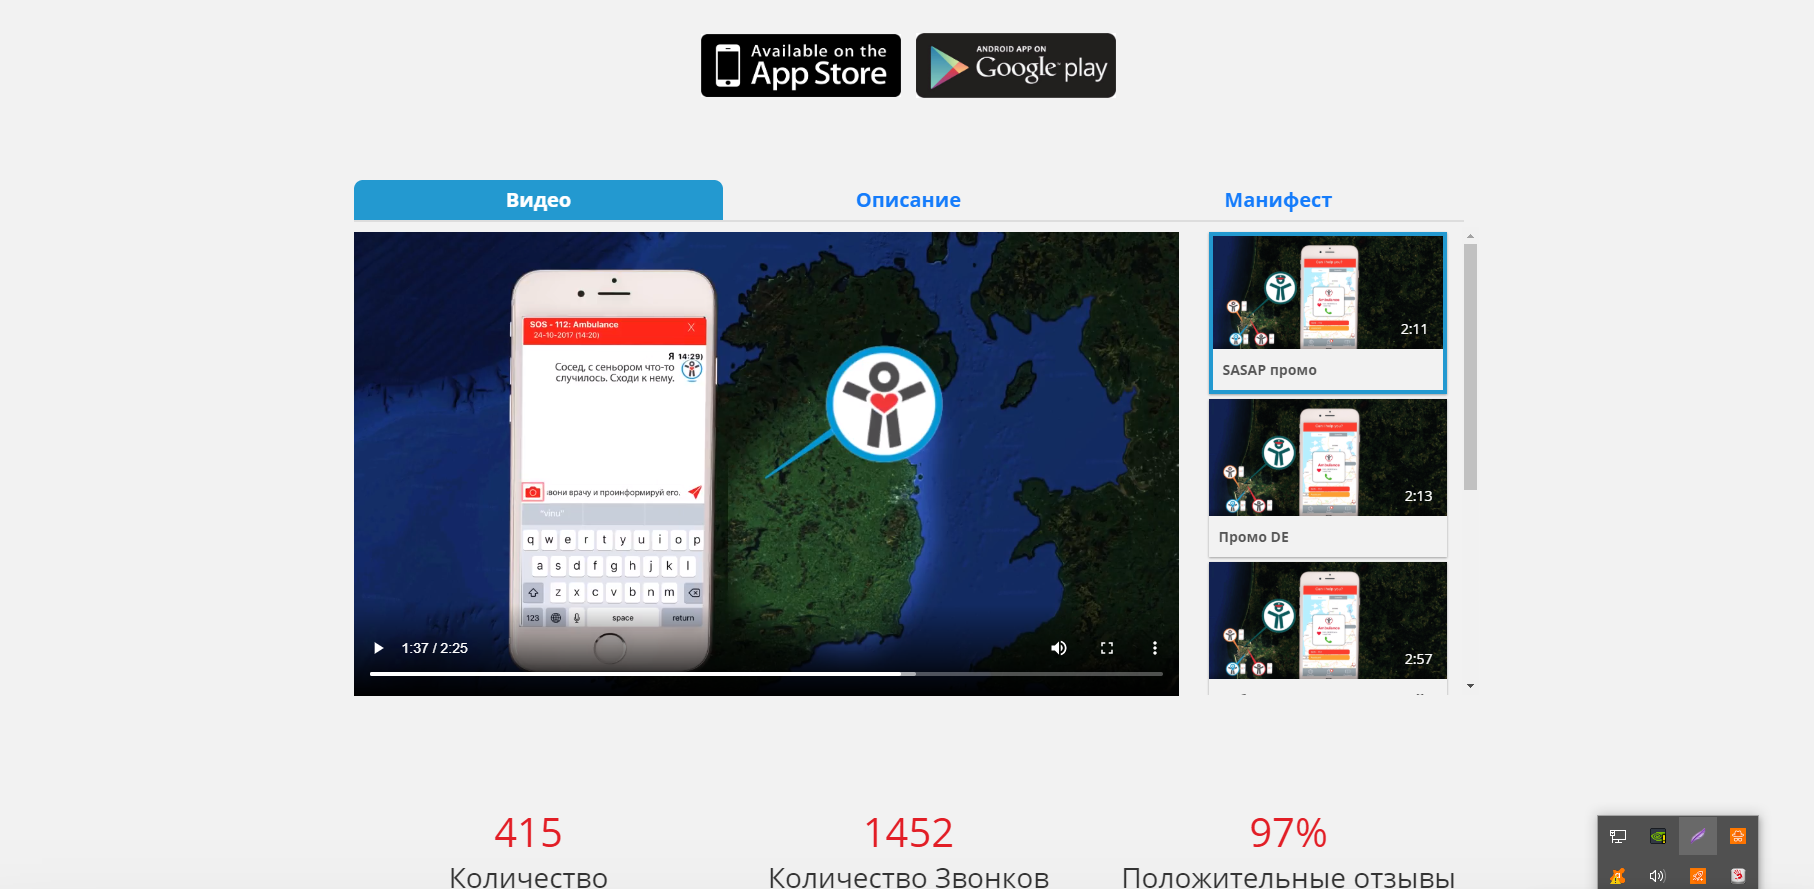 Available on the
App Store
ANDROID APP ON
Google play
Видео
Описание
Манифест
SOS - 112: Ambulance
X
24-10-2017 (14:20)
Я 14:29)
Сосед, с сеньором что-то
случилось. Сходи к нему.
звони врачу и проинформируй его.
"vinu"
q w e r t y u i o p
a s d f g h j k l
z x c v b n m
123 space return
1:37 / 2:25
Ambulance
2:11
SASAP промо
Ambulance
2:13
Промо DE
Ambulance
2:57
415
1452
97%
Количество
Количество Звонков
Положительные отзывы